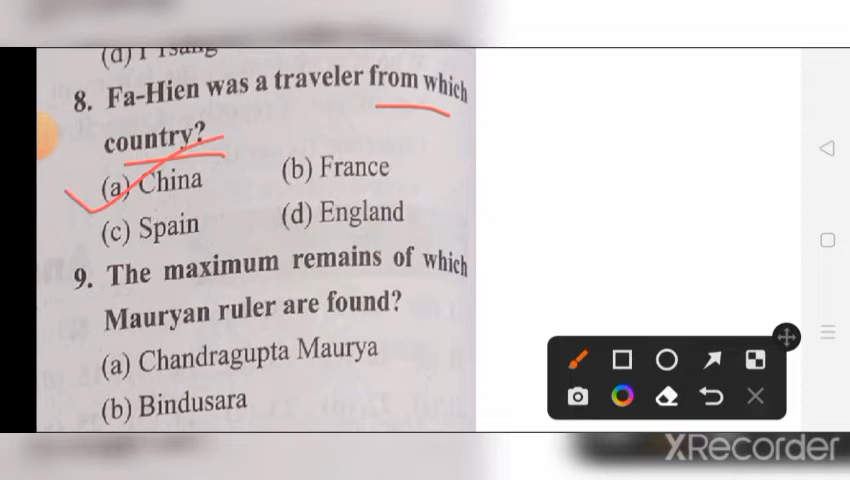 8. Fa-Hien was a traveler from which
country?
(a) China (b) France
(c) Spain (d) England
9. The maximum remains of which
Mauryan ruler are found?
(a) Chandragupta Maurya
(b) Bindusara
XRecorder